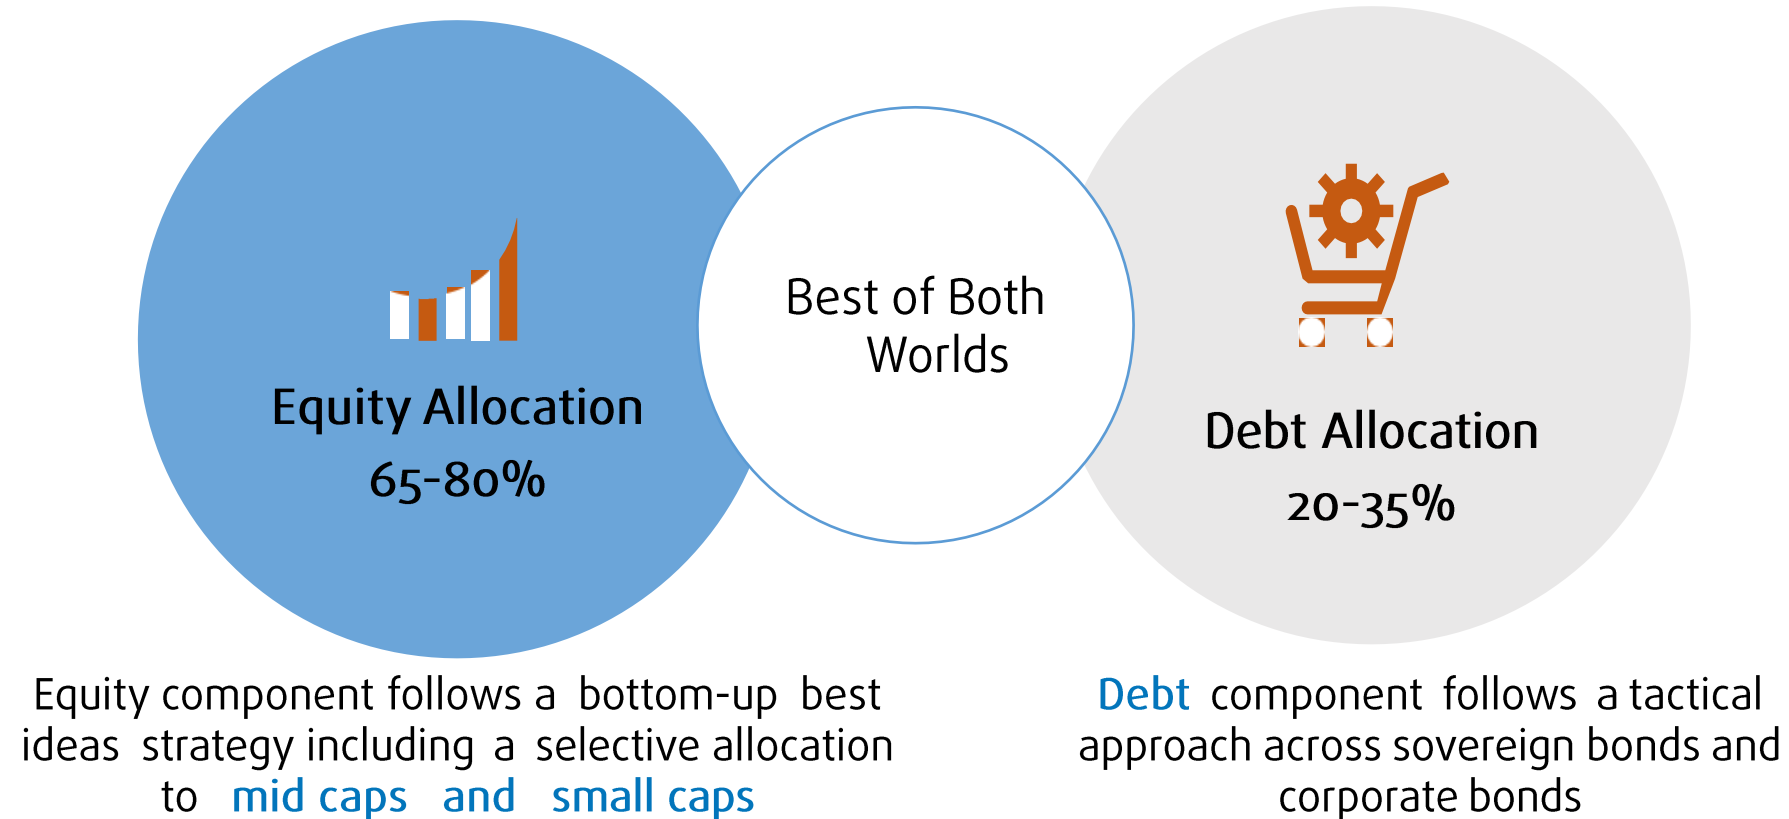 Equity Allocation
65-80%
Best of Both
Worlds
Debt Allocation
20-35%
Equity component follows a bottom-up best
ideas strategy including a selective allocation
to mid caps and small caps
Debt component follows a tactical
approach across sovereign bonds and
corporate bonds